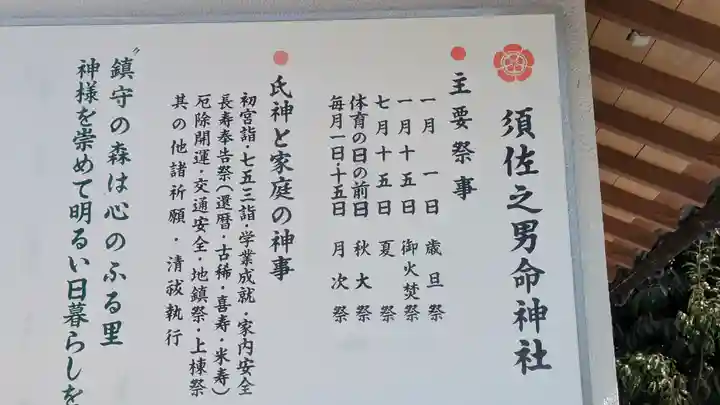 須佐之男命神社
主要祭事
一月 一日 歳旦祭
一月十五日 御火焚祭
七月十五日 夏祭
体育の日の前日 秋大祭
毎月一日・十五日 月次祭
氏神と家庭の神事
初宮詣・七五三詣・学業成就・家内安全
長寿奉告祭(還暦・古稀・喜寿・米寿)
厄除開運・交通安全・地鎮祭・上棟祭
其の他諸祈願・清祓執行
〝鎮守の森は心のふる里
神様を崇めて明るい日暮らしを